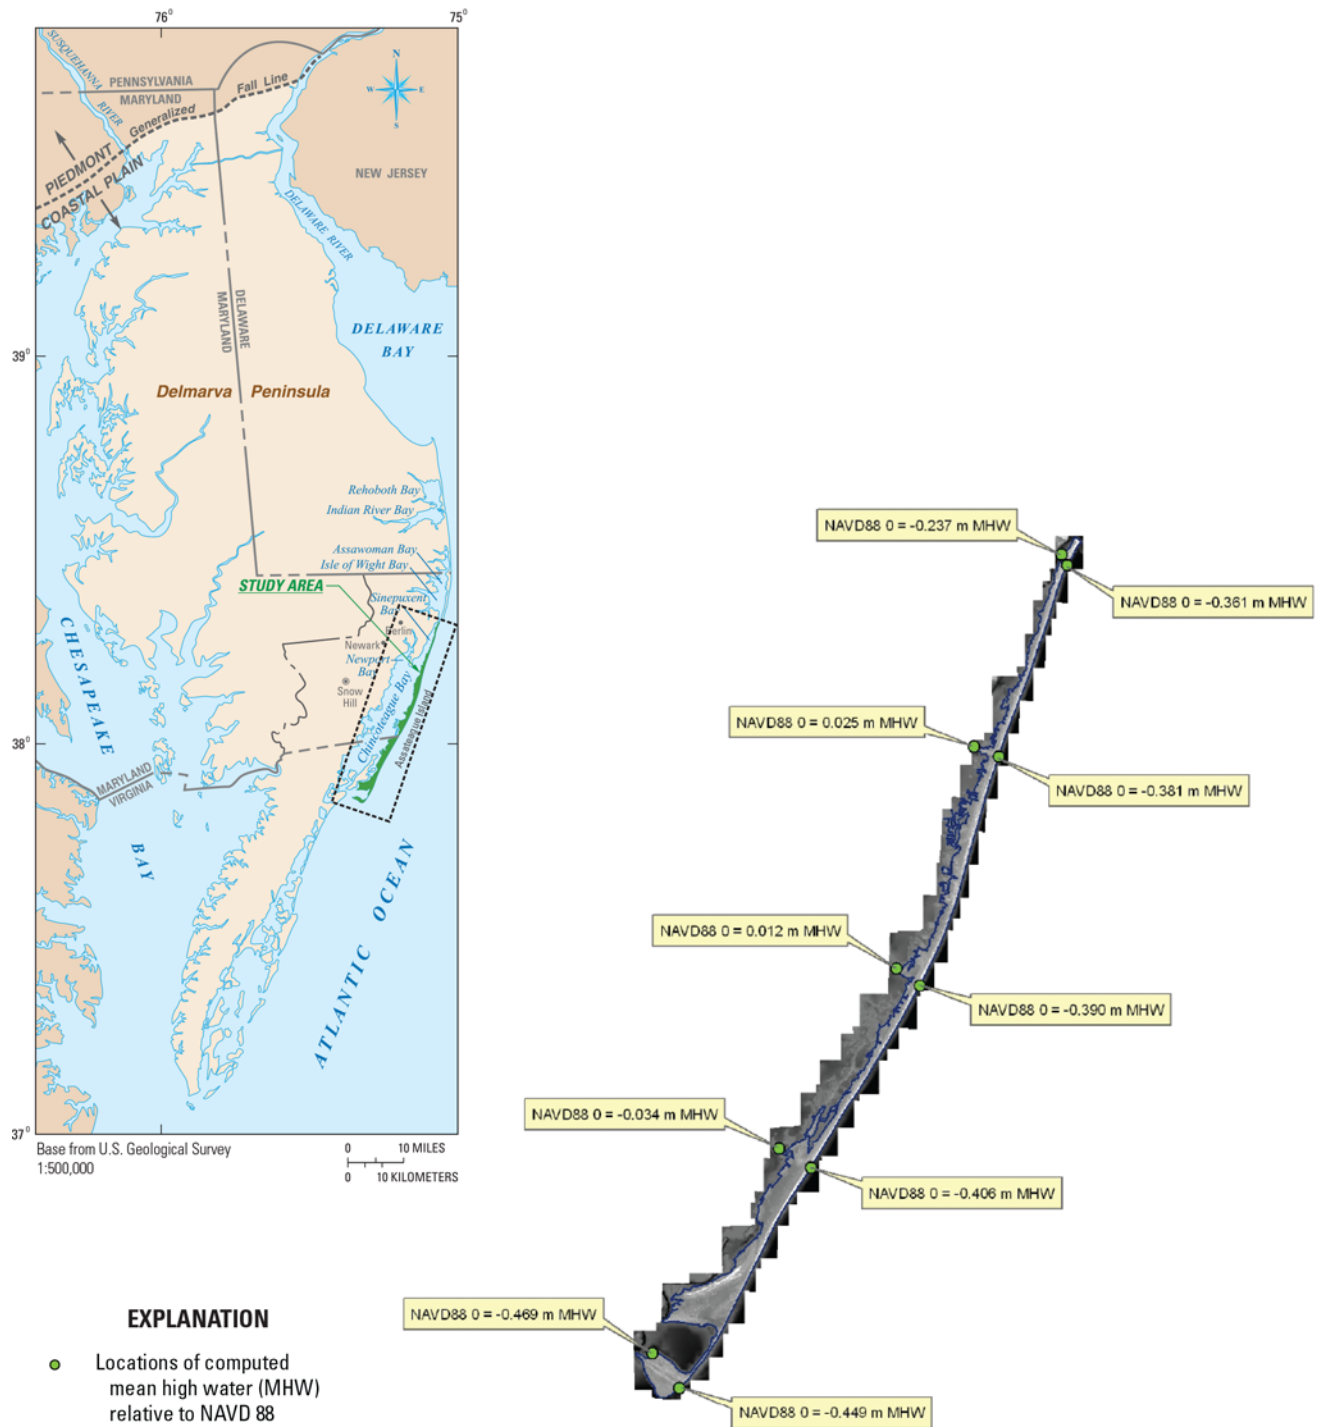 76°
75°
SUSQUEHANNA
RIVER
PENNSYLVANIA
MARYLAND
Generalized
Fall Line
N
W
E
S
PIEDMONT
COASTAL PLAIN
NEW JERSEY
DELAWARE RIVER
DELAWARE
MARYLAND
DELAWARE
BAY
39°
Delmarva Peninsula
Rehoboth Bay
Indian River Bay
Assawoman Bay
Isle of Wight Bay
STUDY AREA
Sinepuxent
Bay
Berlin
Newark
Newport
Bay
Snow
Hill
Chincoteague Bay
Assateague Island
CHESAPEAKE
BAY
38°
MARYLAND
VIRGINIA
ATLANTIC OCEAN
37°
Base from U.S. Geological Survey
1:500,000
0 10 MILES
0 10 KILOMETERS
NAVD88 0 = -0.237 m MHW
NAVD88 0 = -0.361 m MHW
NAVD88 0 = 0.025 m MHW
NAVD88 0 = -0.381 m MHW
NAVD88 0 = 0.012 m MHW
NAVD88 0 = -0.390 m MHW
NAVD88 0 = -0.034 m MHW
NAVD88 0 = -0.406 m MHW
NAVD88 0 = -0.469 m MHW
NAVD88 0 = -0.449 m MHW
EXPLANATION
Locations of computed
mean high water (MHW)
relative to NAVD 88